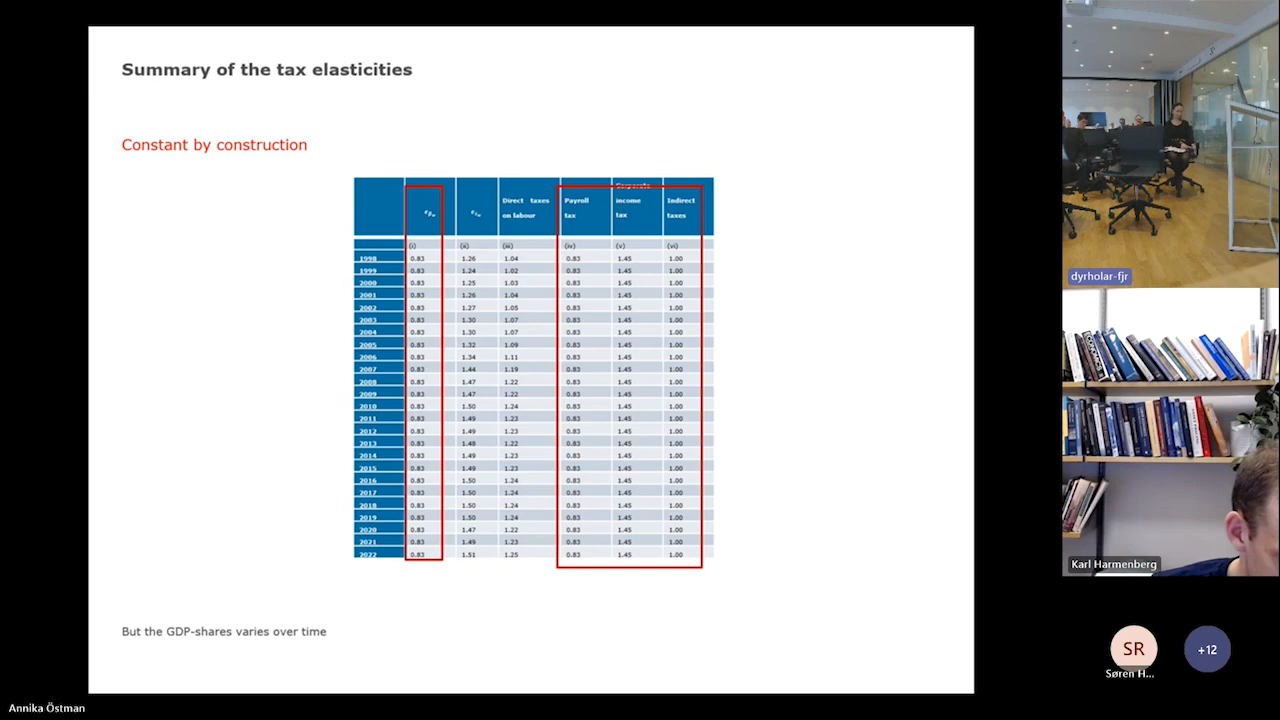 Summary of the tax elasticities
Constant by construction
Direct taxes on labour Payroll tax Corporate income tax Indirect taxes
(i) (ii) (iii) (iv) (v) (vi)
1998 0.83 1.26 1.04 0.83 1.45 1.00
1999 0.83 1.24 1.02 0.83 1.45 1.00
2000 0.83 1.25 1.03 0.83 1.45 1.00
2001 0.83 1.26 1.04 0.83 1.45 1.00
2002 0.83 1.27 1.05 0.83 1.45 1.00
2003 0.83 1.30 1.07 0.83 1.45 1.00
2004 0.83 1.30 1.07 0.83 1.45 1.00
2005 0.83 1.32 1.09 0.83 1.45 1.00
2006 0.83 1.34 1.11 0.83 1.45 1.00
2007 0.83 1.44 1.19 0.83 1.45 1.00
2008 0.83 1.47 1.22 0.83 1.45 1.00
2009 0.83 1.47 1.22 0.83 1.45 1.00
2010 0.83 1.50 1.24 0.83 1.45 1.00
2011 0.83 1.49 1.23 0.83 1.45 1.00
2012 0.83 1.49 1.23 0.83 1.45 1.00
2013 0.83 1.48 1.22 0.83 1.45 1.00
2014 0.83 1.49 1.23 0.83 1.45 1.00
2015 0.83 1.49 1.23 0.83 1.45 1.00
2016 0.83 1.50 1.24 0.83 1.45 1.00
2017 0.83 1.50 1.24 0.83 1.45 1.00
2018 0.83 1.50 1.24 0.83 1.45 1.00
2019 0.83 1.50 1.24 0.83 1.45 1.00
2020 0.83 1.47 1.22 0.83 1.45 1.00
2021 0.83 1.49 1.23 0.83 1.45 1.00
2022 0.83 1.51 1.25 0.83 1.45 1.00
But the GDP-shares varies over time
Annika Östman
dyrholar-fjr
Karl Harmenberg
SR
Søren H...
+12